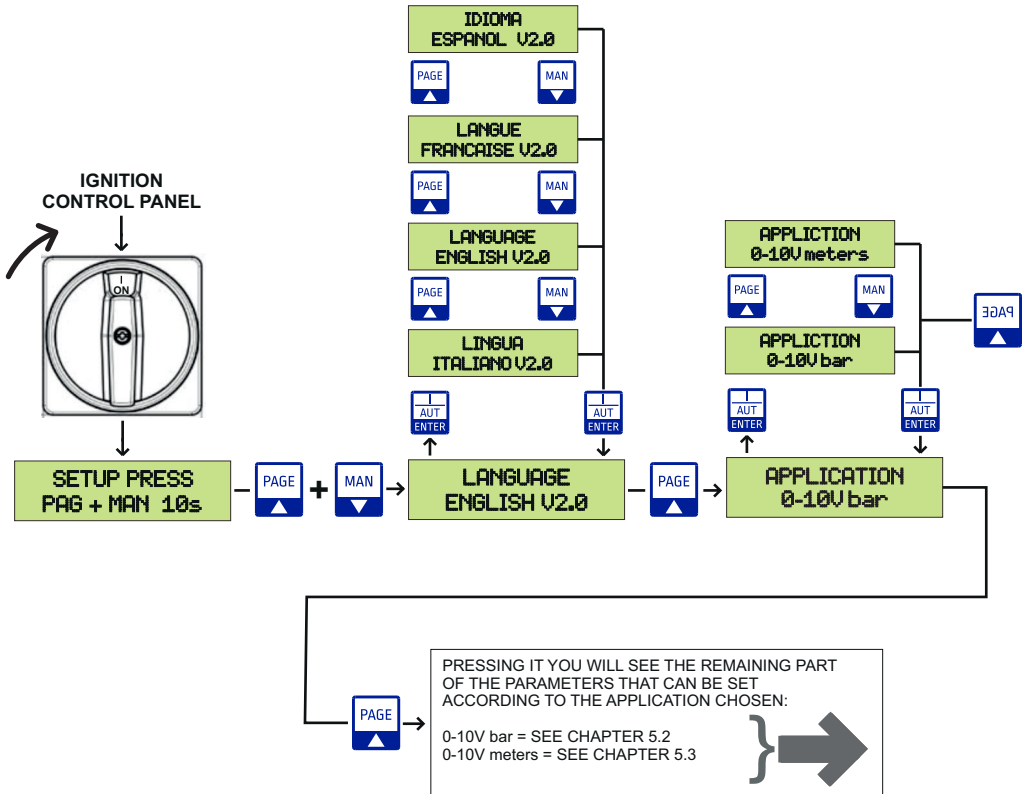 IDIOMA
ESPANOL V2.0
PAGE
MAN
LANGUE
FRANCAISE V2.0
PAGE
MAN
LANGUAGE
ENGLISH V2.0
PAGE
MAN
LINGUA
ITALIANO V2.0
I
AUT
ENTER
I
AUT
ENTER
IGNITION
CONTROL PANEL
I
ON
SETUP PRESS
PAG + MAN 10s
PAGE
+
MAN
LANGUAGE
ENGLISH V2.0
PAGE
APPLICTION
0-10V meters
PAGE
MAN
APPLICTION
0-10V bar
PAGE
I
AUT
ENTER
I
AUT
ENTER
APPLICATION
0-10V bar
PAGE
PRESSING IT YOU WILL SEE THE REMAINING PART
OF THE PARAMETERS THAT CAN BE SET
ACCORDING TO THE APPLICATION CHOSEN:
0-10V bar = SEE CHAPTER 5.2
0-10V meters = SEE CHAPTER 5.3
}